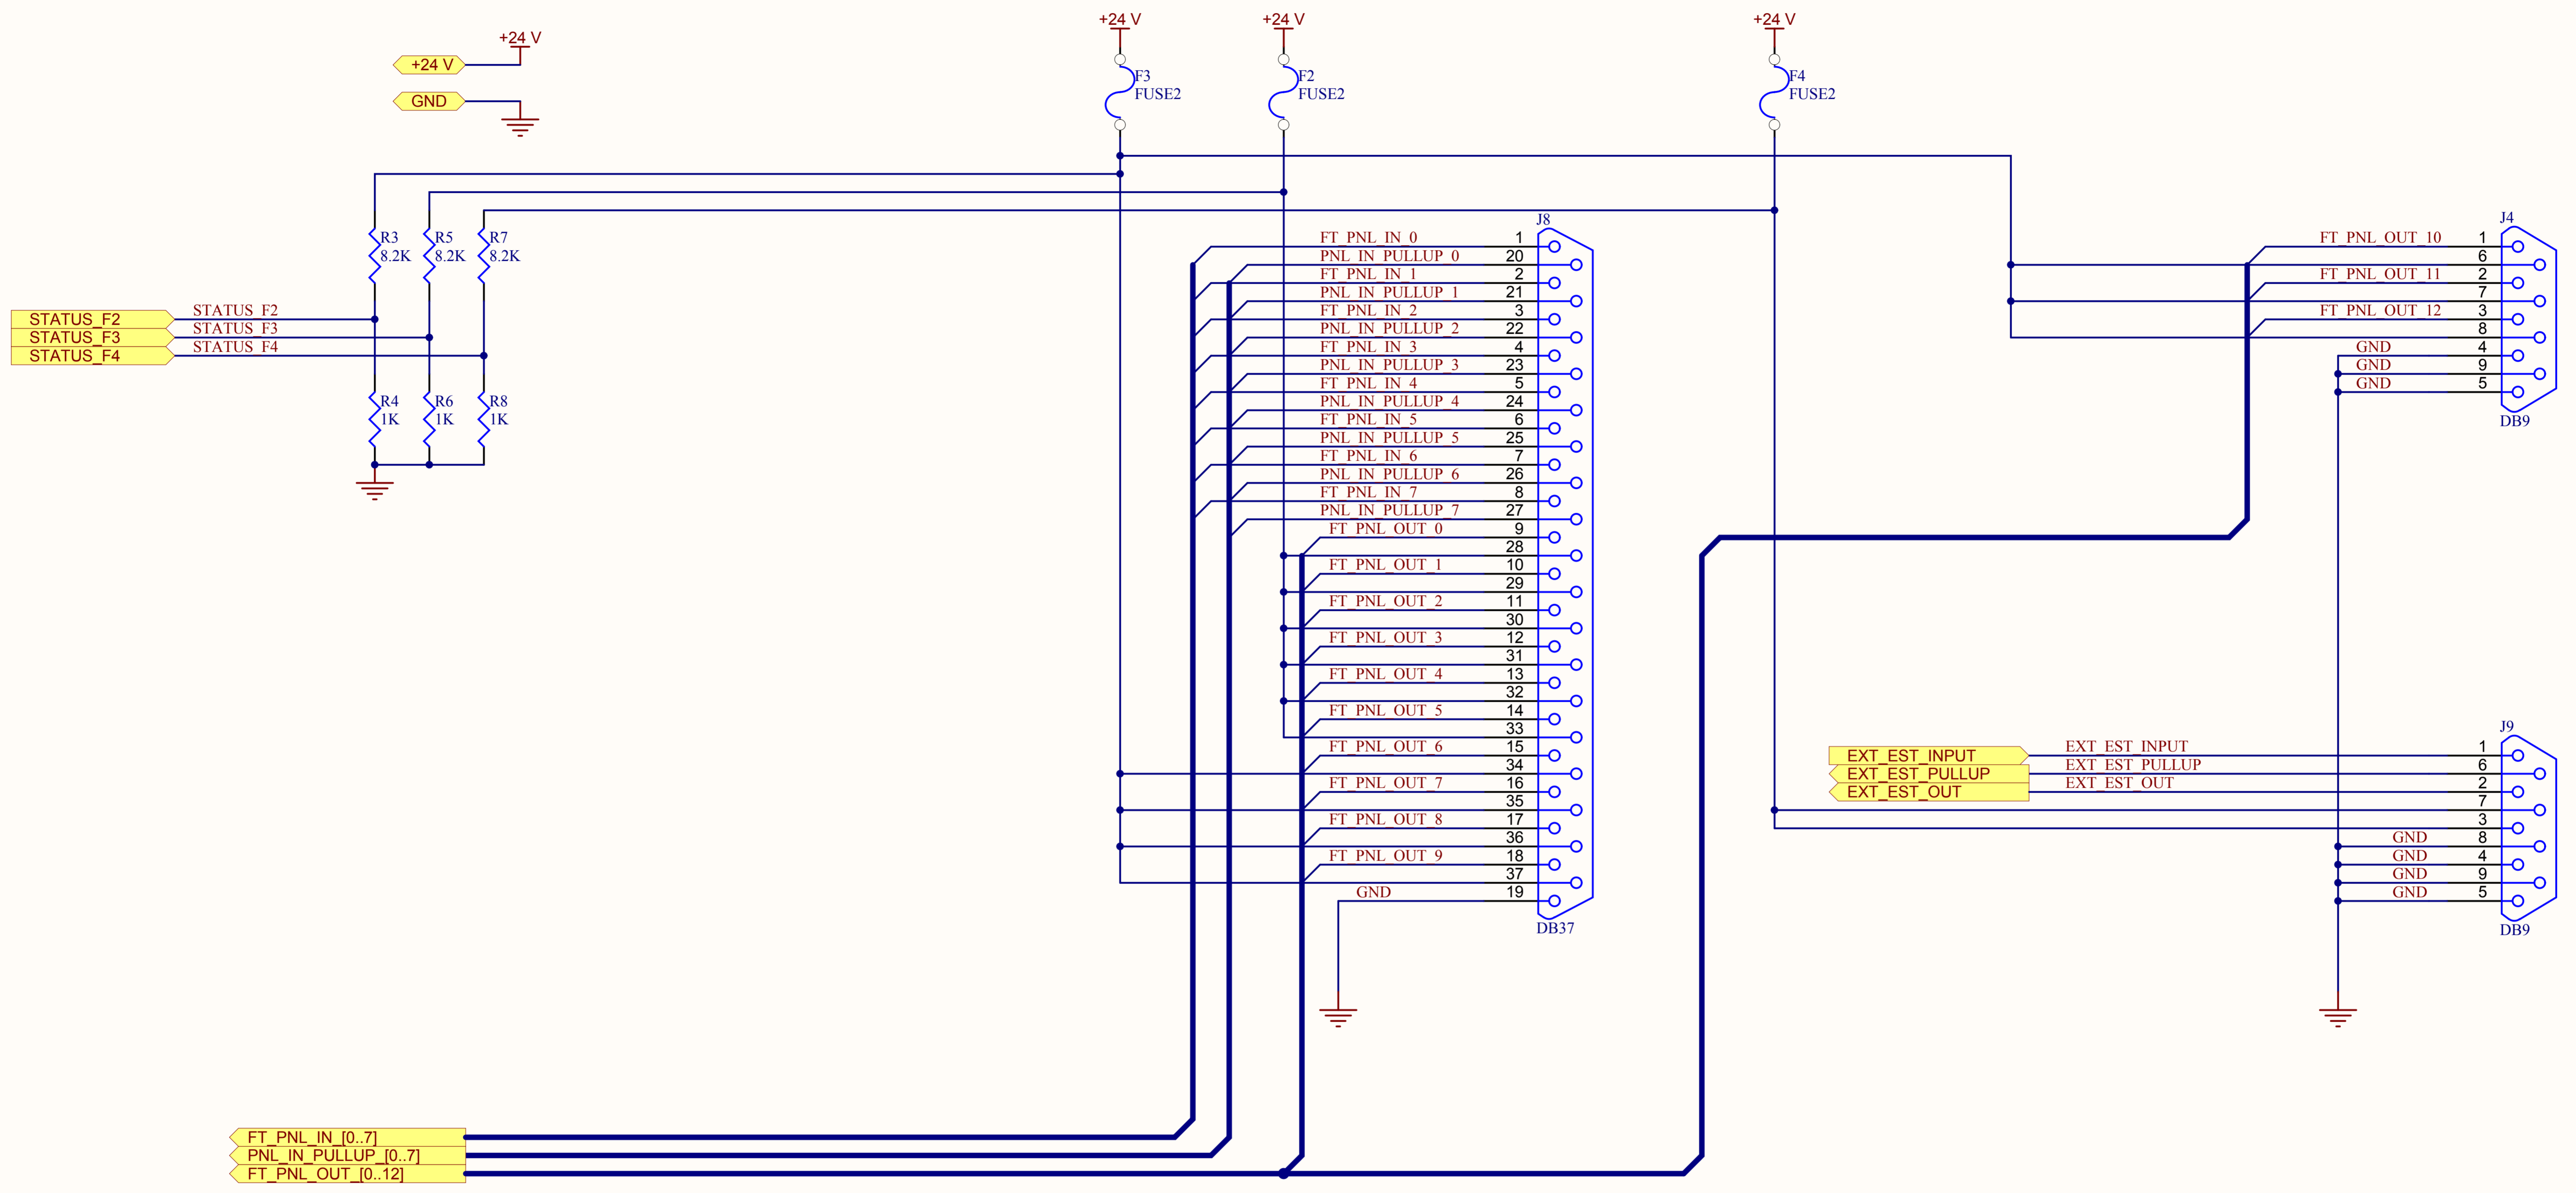 +24 V
+24 V
+24 V
+24 V
+24 V
GND
F3
FUSE2
F2
FUSE2
F4
FUSE2
R3
8.2K
R5
8.2K
R7
8.2K
STATUS_F2 STATUS_F2
STATUS_F3 STATUS_F3
STATUS_F4 STATUS_F4
R4
1K
R6
1K
R8
1K
J8
FT_PNL_IN_0 1
PNL_IN_PULLUP_0 20
FT_PNL_IN_1 2
PNL_IN_PULLUP_1 21
FT_PNL_IN_2 3
PNL_IN_PULLUP_2 22
FT_PNL_IN_3 4
PNL_IN_PULLUP_3 23
FT_PNL_IN_4 5
PNL_IN_PULLUP_4 24
FT_PNL_IN_5 6
PNL_IN_PULLUP_5 25
FT_PNL_IN_6 7
PNL_IN_PULLUP_6 26
FT_PNL_IN_7 8
PNL_IN_PULLUP_7 27
FT_PNL_OUT_0 9
28
FT_PNL_OUT_1 10
29
FT_PNL_OUT_2 11
30
FT_PNL_OUT_3 12
31
FT_PNL_OUT_4 13
32
FT_PNL_OUT_5 14
33
FT_PNL_OUT_6 15
34
FT_PNL_OUT_7 16
35
FT_PNL_OUT_8 17
36
FT_PNL_OUT_9 18
37
GND 19
DB37
J4
FT_PNL_OUT_10 1
6
FT_PNL_OUT_11 2
7
FT_PNL_OUT_12 3
8
GND 4
GND 9
GND 5
DB9
J9
EXT_EST_INPUT EXT_EST_INPUT 1
EXT_EST_PULLUP EXT_EST_PULLUP 6
EXT_EST_OUT EXT_EST_OUT 2
7
3
GND 8
GND 4
GND 9
GND 5
DB9
FT_PNL_IN_[0..7]
PNL_IN_PULLUP_[0..7]
FT_PNL_OUT_[0..12]